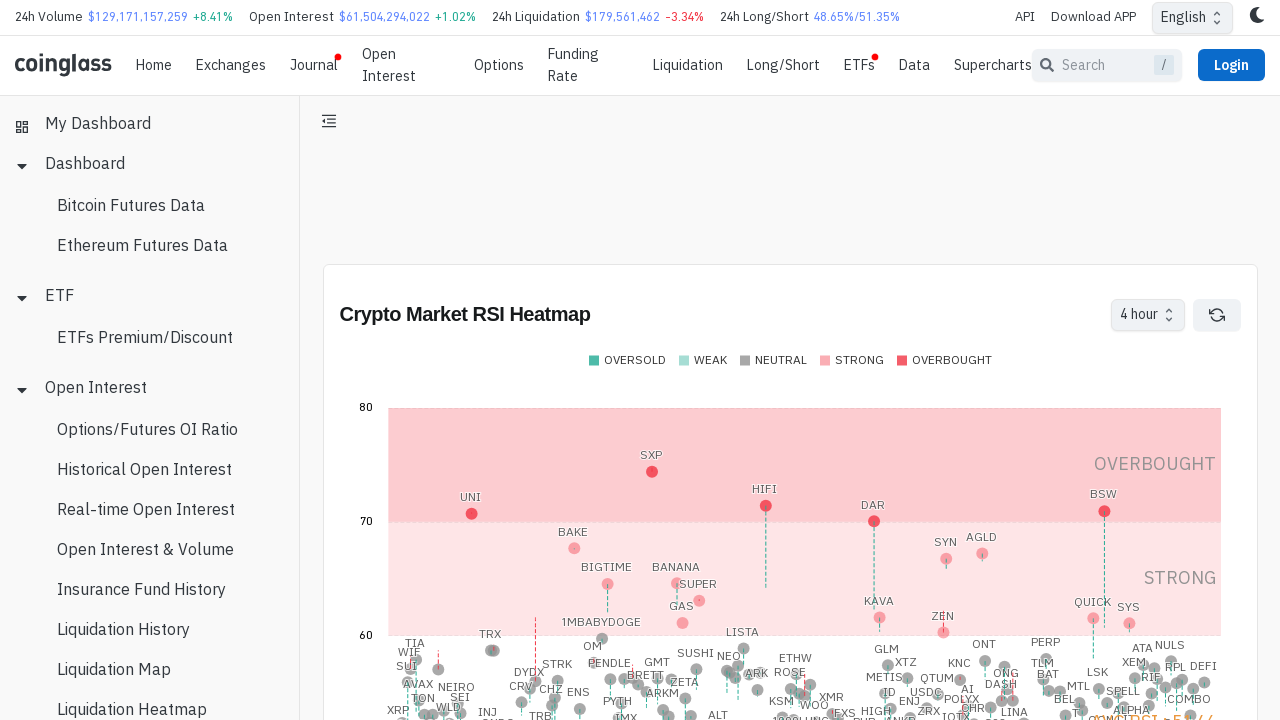 24h Volume $129,171,157,259 +8.41% Open Interest $61,504,294,022 +1.02% 24h Liquidation $179,561,462 -3.34% 24h Long/Short 48.65%/51.35% API Download APP English
coinglass Home Exchanges Journal Open Interest Options Funding Rate Liquidation Long/Short ETFs Data Supercharts Search / Login
My Dashboard
Dashboard
Bitcoin Futures Data
Ethereum Futures Data
ETF
ETFs Premium/Discount
Open Interest
Options/Futures OI Ratio
Historical Open Interest
Real-time Open Interest
Open Interest & Volume
Insurance Fund History
Liquidation History
Liquidation Map
Liquidation Heatmap
Crypto Market RSI Heatmap 4 hour
OVERSOLD WEAK NEUTRAL STRONG OVERBOUGHT
80
SXP
OVERBOUGHT
UNI HIFI BSW
DAR
70
BAKE
SYN AGLD
BIGTIME BANANA
SUPER STRONG
GAS KAVA QUICK SYS
1MBABYDOGE ZEN
60
TRX LISTA
TIA OM ONT PERP ATA NULS
WIF SUSHI NEO GLM
SUI STRK PENDLE GMT ETHW XTZ KNC TLM XEM RPL DEFI
DYDX BRETT ARK ROSE METIS QTUM ONG BAT LSK RIF
AVAX CRV CHZ ENS ZETA DASH MTL
TON NEIRO ARKM ID USDC AI SPELL
SEI PYTH KSM WOO XMR ENJ POLYX BEL COMBO
XRP WLD INJ ALT HIGH ZRX CHR LINA ALPHA
TRB